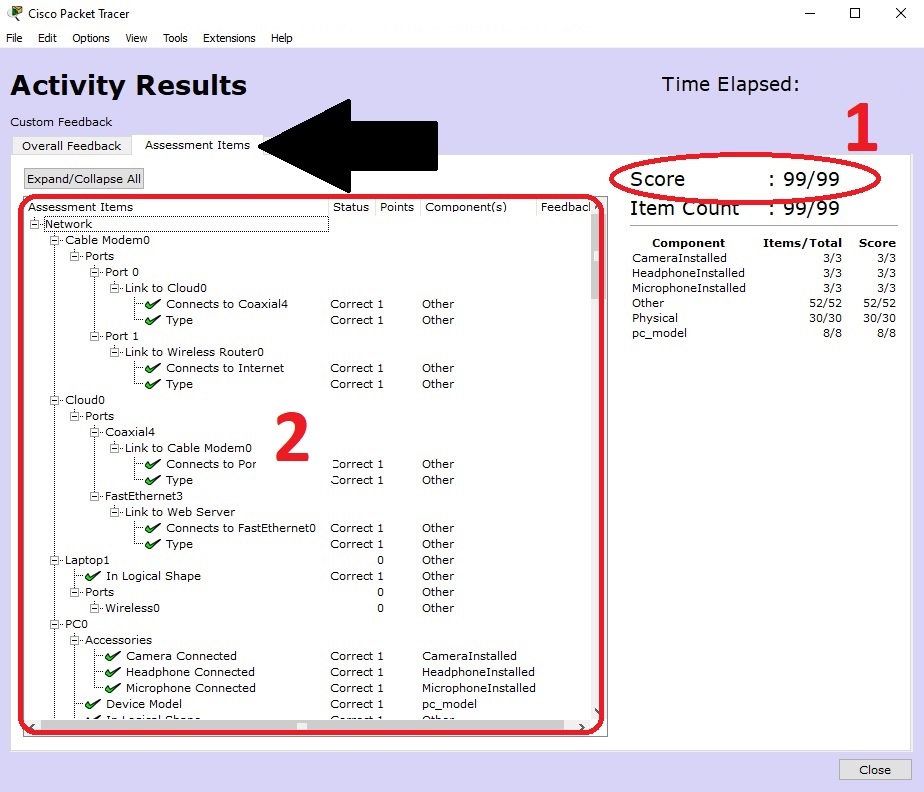 Cisco Packet Tracer
File Edit Options View Tools Extensions Help
Activity Results
Time Elapsed:
Custom Feedback
1
Overall Feedback Assessment Items
Expand/Collapse All
Score : 99/99
Item Count : 99/99
Assessment Items Status Points Component(s) Feedback
Network
Cable Modem0
Ports
Port 0
Link to Cloud0
Connects to Coaxial4 Correct 1 Other
Type Correct 1 Other
Port 1
Link to Wireless Router0
Connects to Internet Correct 1 Other
Type Correct 1 Other
Cloud0
Ports
Coaxial4
Link to Cable Modem0
Connects to Por Correct 1 Other
Type Correct 1 Other
FastEthernet3
Link to Web Server
Connects to FastEthernet0 Correct 1 Other
Type Correct 1 Other
Laptop1 0 Other
In Logical Shape Correct 1 Other
Ports 0 Other
Wireless0 0 Other
PC0
Accessories
Camera Connected Correct 1 CameraInstalled
Headphone Connected Correct 1 HeadphoneInstalled
Microphone Connected Correct 1 MicrophoneInstalled
Device Model Correct 1 pc_model
In Logical Shape Correct 1 Other
2
Component Items/Total Score
CameraInstalled 3/3 3/3
HeadphoneInstalled 3/3 3/3
MicrophoneInstalled 3/3 3/3
Other 52/52 52/52
Physical 30/30 30/30
pc_model 8/8 8/8
Close